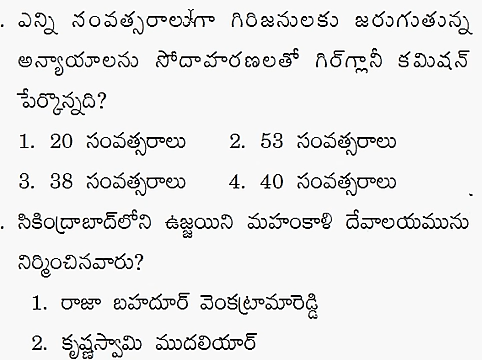 . ఎన్ని సంవత్సరాలుగా గిరిజనులకు జరుగుతున్న
అన్యాయాలను సోదాహరణలతో గిర్‌గ్లానీ కమిషన్
పేర్కొన్నది?
1. 20 సంవత్సరాలు 2. 53 సంవత్సరాలు
3. 38 సంవత్సరాలు 4. 40 సంవత్సరాలు
. సికింద్రాబాద్‌లోని ఉజ్జయిని మహంకాళి దేవాలయమును
నిర్మించినవారు?
1. రాజా బహదూర్ వెంకట్రామారెడ్డి
2. కృష్ణస్వామి ముదలియార్